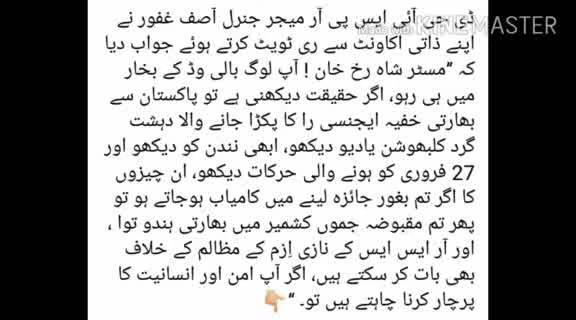 ڈی جی آئی ایس پی آر میجر جنرل آصف غفور نے
اپنے ذاتی اکاونٹ سے ری ٹویٹ کرتے ہوئے جواب دیا
کہ ”مسٹر شاہ رخ خان ! آپ لوگ بالی وڈ کے بخار
میں ہی رہو، اگر حقیقت دیکھنی ہے تو پاکستان سے
بھارتی خفیہ ایجنسی را کا پکڑا جانے والا دہشت
گرد کلبھوشن یادیو دیکھو، ابھی نندن کو دیکھو اور
27 فروری کو ہونے والی حرکات دیکھو، ان چیزوں
کا اگر تم بغور جائزہ لینے میں کامیاب ہوجاتے ہو تو
پھر تم مقبوضہ جموں کشمیر میں بھارتی ہندو توا ،
اور آر ایس ایس کے نازی اِزم کے مظالم کے خلاف
بھی بات کر سکتے ہیں، اگر آپ امن اور انسانیت کا
پرچار کرنا چاہتے ہیں تو۔ “ 👇🏼
Made with KINEMASTER